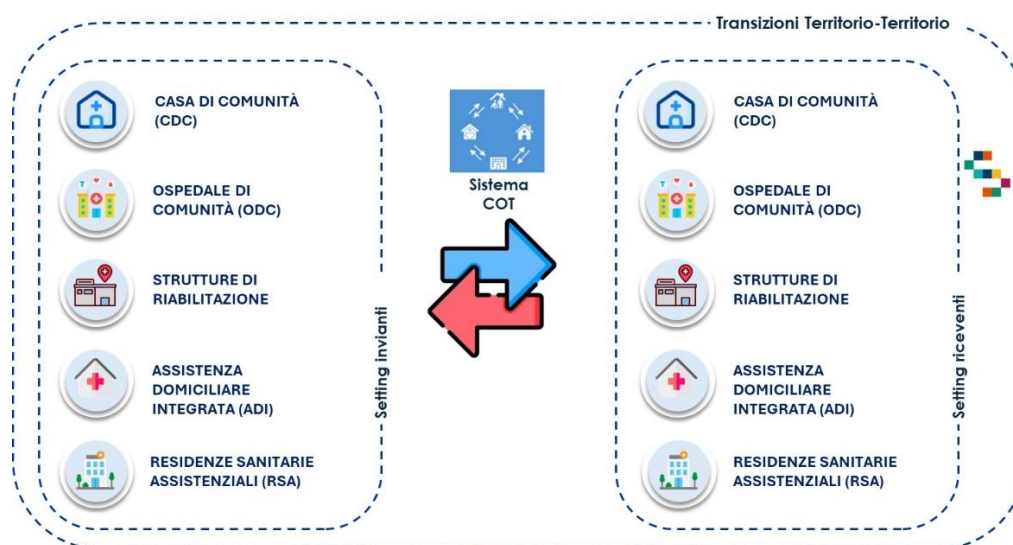 Transizioni Territorio-Territorio
CASA DI COMUNITÀ
(CDC)
OSPEDALE DI
COMUNITÀ (ODC)
STRUTTURE DI
RIABILITAZIONE
ASSISTENZA
DOMICILIARE
INTEGRATA (ADI)
RESIDENZE SANITARIE
ASSISTENZIALI (RSA)
Setting invianti
Sistema
COT
CASA DI COMUNITÀ
(CDC)
OSPEDALE DI
COMUNITÀ (ODC)
STRUTTURE DI
RIABILITAZIONE
ASSISTENZA
DOMICILIARE
INTEGRATA (ADI)
RESIDENZE SANITARIE
ASSISTENZIALI (RSA)
Setting riceventi